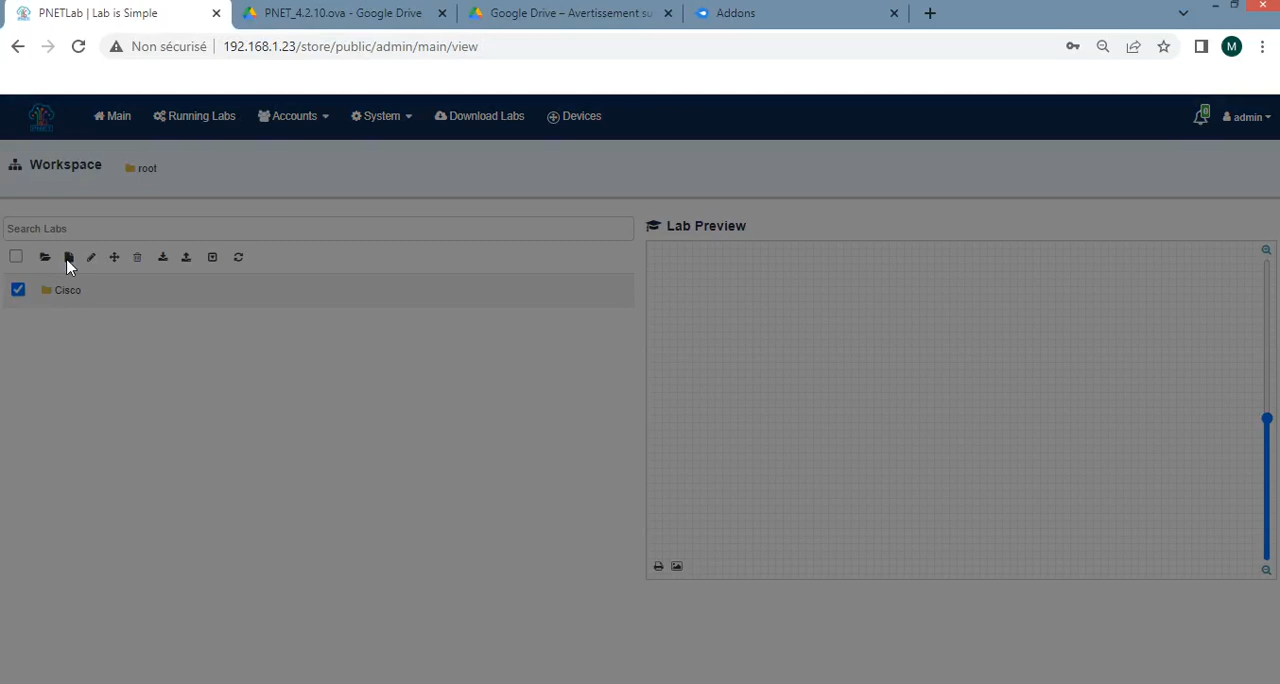 PNETLab | Lab is Simple
PNET_4.2.10.ova - Google Drive
Google Drive – Avertissement su
Addons
Non sécurisé
192.168.1.23/store/public/admin/main/view
M
PNET
Main
Running Labs
Accounts
System
Download Labs
Devices
0
admin
Workspace
root
Search Labs
Lab Preview
Cisco